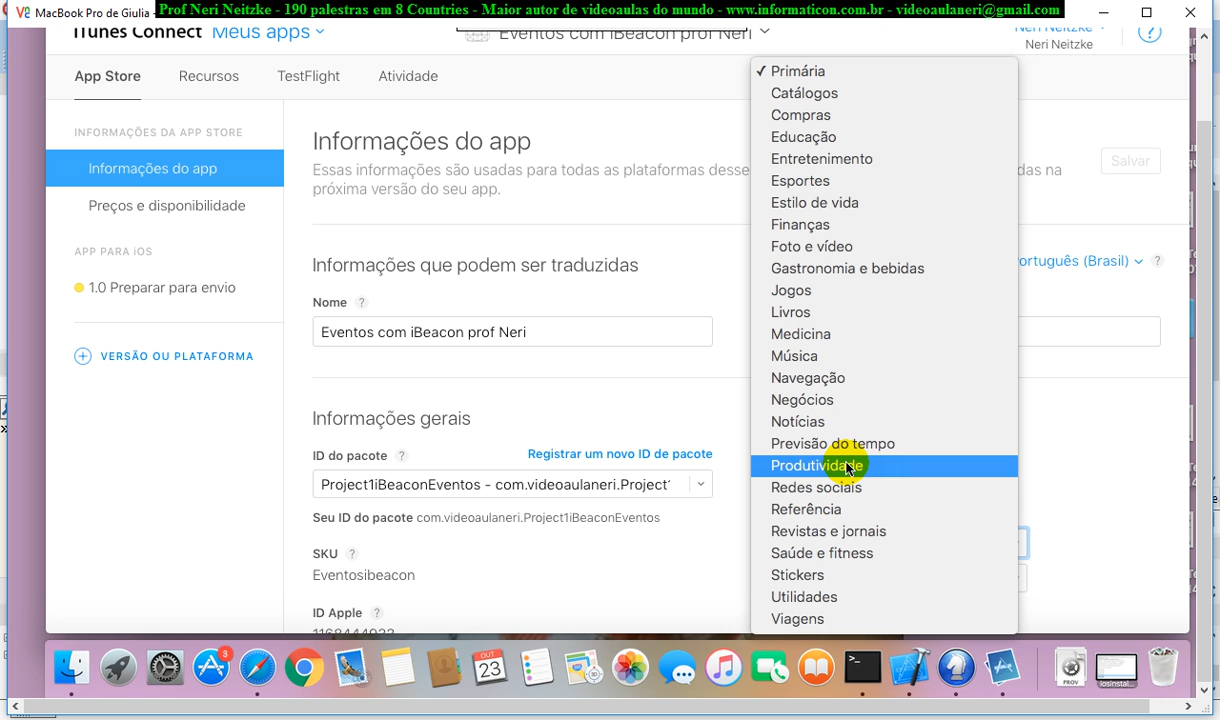 MacBook Pro de Giulia - Prof Neri Neitzke - 190 palestras em 8 Countries - Maior autor de videoaulas do mundo - www.informaticon.com.br - videoaulaneri@gmail.com
iTunes Connect Meus apps
Eventos com iBeacon prof Neri
Neri Neitzke
Neri Neitzke
?
App Store
Recursos
TestFlight
Atividade
INFORMAÇÕES DA APP STORE
Informações do app
Preços e disponibilidade
APP PARA iOS
1.0 Preparar para envio
VERSÃO OU PLATAFORMA
Informações do app
Salvar
Essas informações são usadas para todas as plataformas desse
das na
próxima versão do seu app.
Informações que podem ser traduzidas
ortuguês (Brasil) ?
Nome ?
Eventos com iBeacon prof Neri
Informações gerais
ID do pacote ?
Registrar um novo ID de pacote
Project1iBeaconEventos - com.videoaulaneri.Project1
Seu ID do pacote com.videoaulaneri.Project1iBeaconEventos
SKU ?
Eventosibeacon
ID Apple ?
1168444933
✓ Primária
Catálogos
Compras
Educação
Entretenimento
Esportes
Estilo de vida
Finanças
Foto e vídeo
Gastronomia e bebidas
Jogos
Livros
Medicina
Música
Navegação
Negócios
Notícias
Previsão do tempo
Produtividade
Redes sociais
Referência
Revistas e jornais
Saúde e fitness
Stickers
Utilidades
Viagens
3
OUT
23
PROV